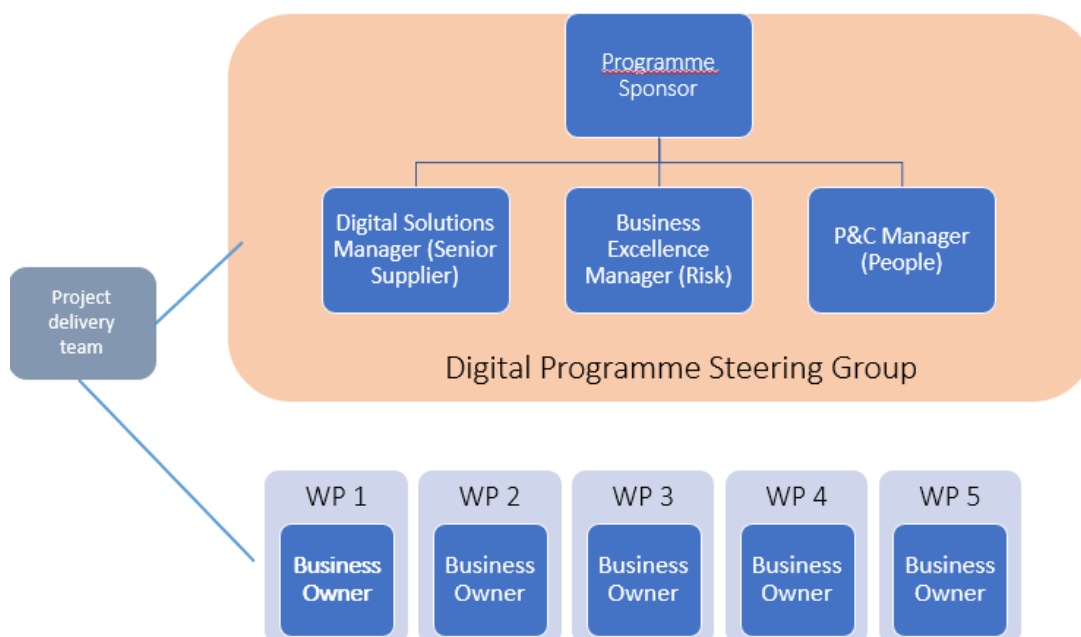 Programme
Sponsor
Digital Solutions
Manager (Senior
Supplier)
Business
Excellence
Manager (Risk)
P&C Manager
(People)
Project
delivery
team
Digital Programme Steering Group
WP 1
Business
Owner
WP 2
Business
Owner
WP 3
Business
Owner
WP 4
Business
Owner
WP 5
Business
Owner